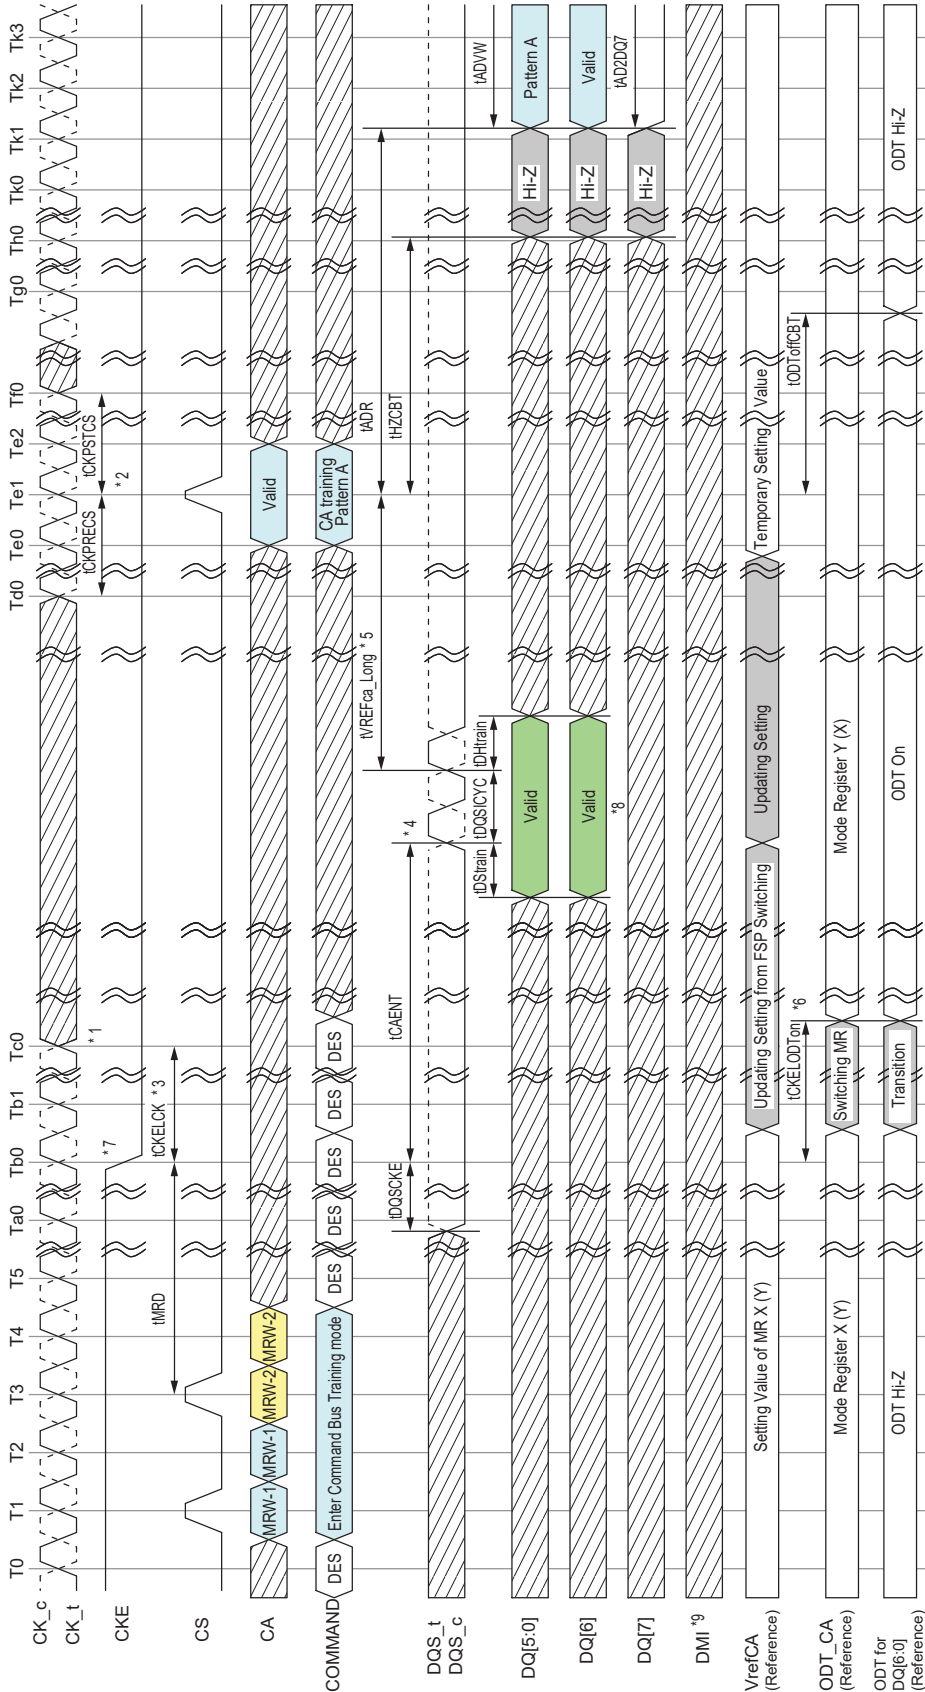 T0 T1 T2 T3 T4 T5 Ta0 Tb0 Tb1 Tc0 Td0 Te0 Te1 Te2 Tf0 Tg0 Th0 Tk0 Tk1 Tk2 Tk3
CK_c
CK_t
*1
tCKPRECS
tCKPSTCS
*2
CKE
*7
tCKELCK *3
tMRD
CS
CA
MRW-1
MRW-1
MRW-2
MRW-2
Valid
COMMAND
DES
Enter Command Bus Training mode
DES
DES
DES
DES
DES
CA training
Pattern A
tVREFca_Long *5
tADR
tHZCBT
tDQSCKE
tCAENT
*4
DQS_t
DQS_c
tDStrain
tDQSICYC
tDHtrain
tADVW
DQ[5:0]
Valid
Hi-Z
Pattern A
DQ[6]
Valid
Hi-Z
Valid
*8
tAD2DQ7
DQ[7]
Hi-Z
DMI *9
VrefCA
(Reference)
Setting Value of MR X (Y)
Updating Setting from FSP Switching
Updating Setting
Temporary Setting Value
tCKELODTon
*6
tODToffCBT
ODT_CA
(Reference)
Mode Register X (Y)
Switching MR
Mode Register Y (X)
ODT for
DQ[6:0]
(Reference)
ODT Hi-Z
Transition
ODT On
ODT Hi-Z